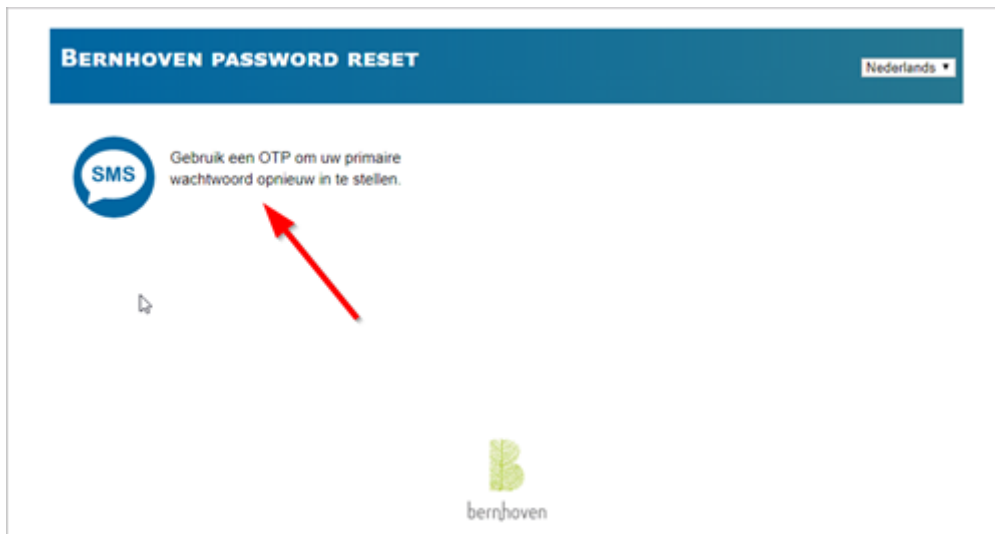 BERNHOVEN PASSWORD RESET
Nederlands
SMS
Gebruik een OTP om uw primaire
wachtwoord opnieuw in te stellen.
B
bernhoven